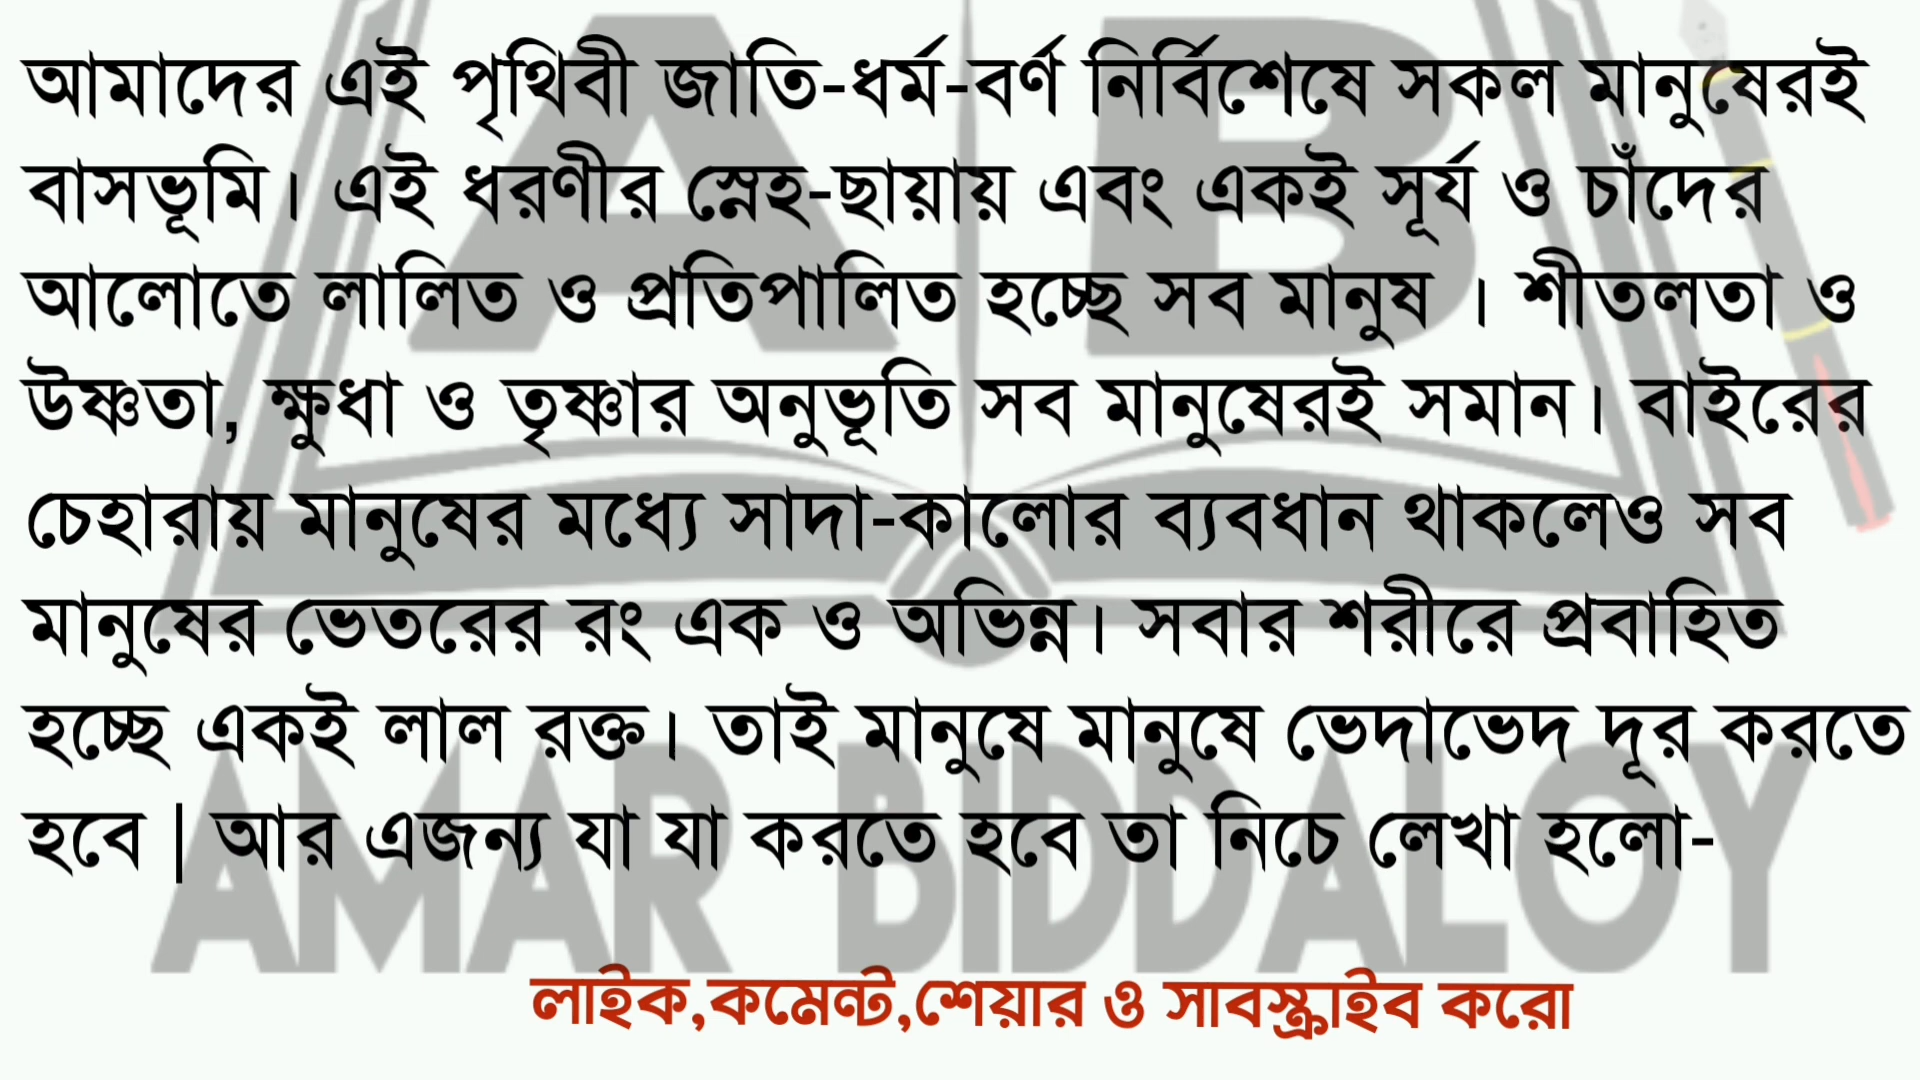 আমাদের এই পৃথিবী জাতি-ধর্ম-বর্ণ নির্বিশেষে সকল মানুষেরই
বাসভূমি। এই ধরণীর স্নেহ-ছায়ায় এবং একই সূর্য ও চাঁদের
আলোতে লালিত ও প্রতিপালিত হচ্ছে সব মানুষ । শীতলতা ও
উষ্ণতা, ক্ষুধা ও তৃষ্ণার অনুভূতি সব মানুষেরই সমান। বাইরের
চেহারায় মানুষের মধ্যে সাদা-কালোর ব্যবধান থাকলেও সব
মানুষের ভেতরের রং এক ও অভিন্ন। সবার শরীরে প্রবাহিত
হচ্ছে একই লাল রক্ত। তাই মানুষে মানুষে ভেদাভেদ দূর করতে
হবে | আর এজন্য যা যা করতে হবে তা নিচে লেখা হলো-
A B
AMAR BIDDALOY
লাইক,কমেন্ট,শেয়ার ও সাবস্ক্রাইব করো